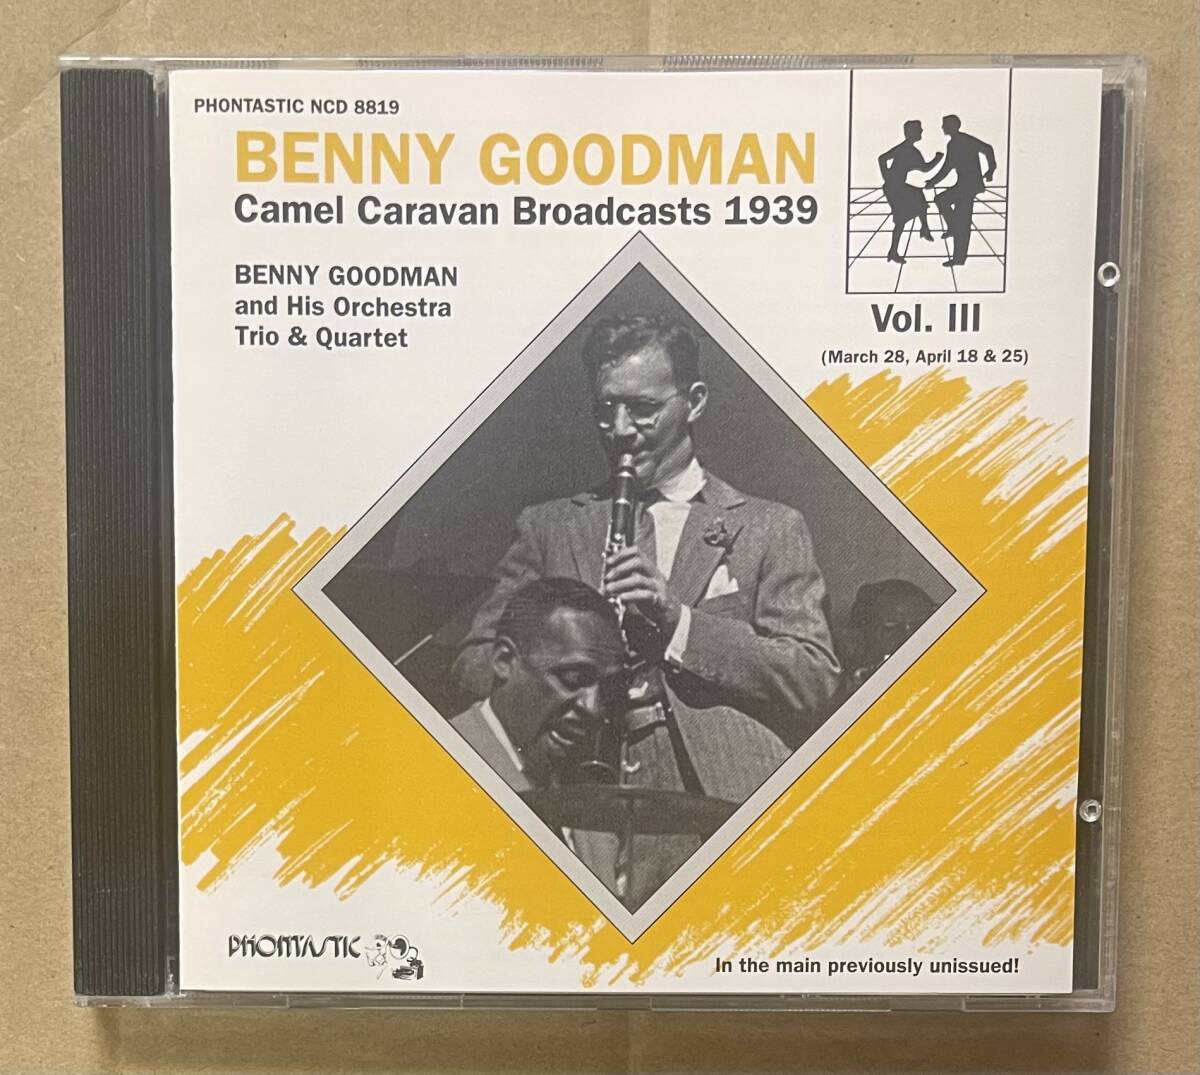 PHONTASTIC NCD 8819
BENNY GOODMAN
Camel Caravan Broadcasts 1939
BENNY GOODMAN
and His Orchestra
Trio & Quartet
Vol. III
(March 28, April 18 & 25)
PHONTASTIC
In the main previously unissued!